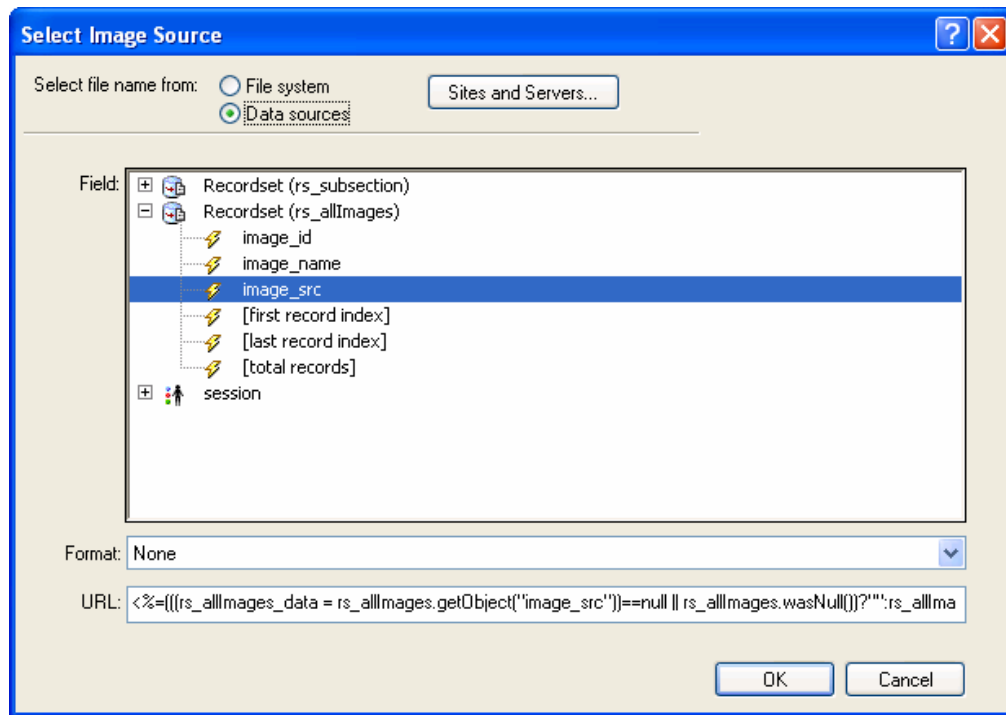 Select Image Source
Select file name from: File system Sites and Servers...
Data sources
Field: Recordset (rs_subsection)
Recordset (rs_allImages)
image_id
image_name
image_src
[first record index]
[last record index]
[total records]
session
Format: None
URL: <%=(((rs_allImages_data = rs_allImages.getObject("image_src"))==null || rs_allImages.wasNull())?"":rs_allIma
OK Cancel